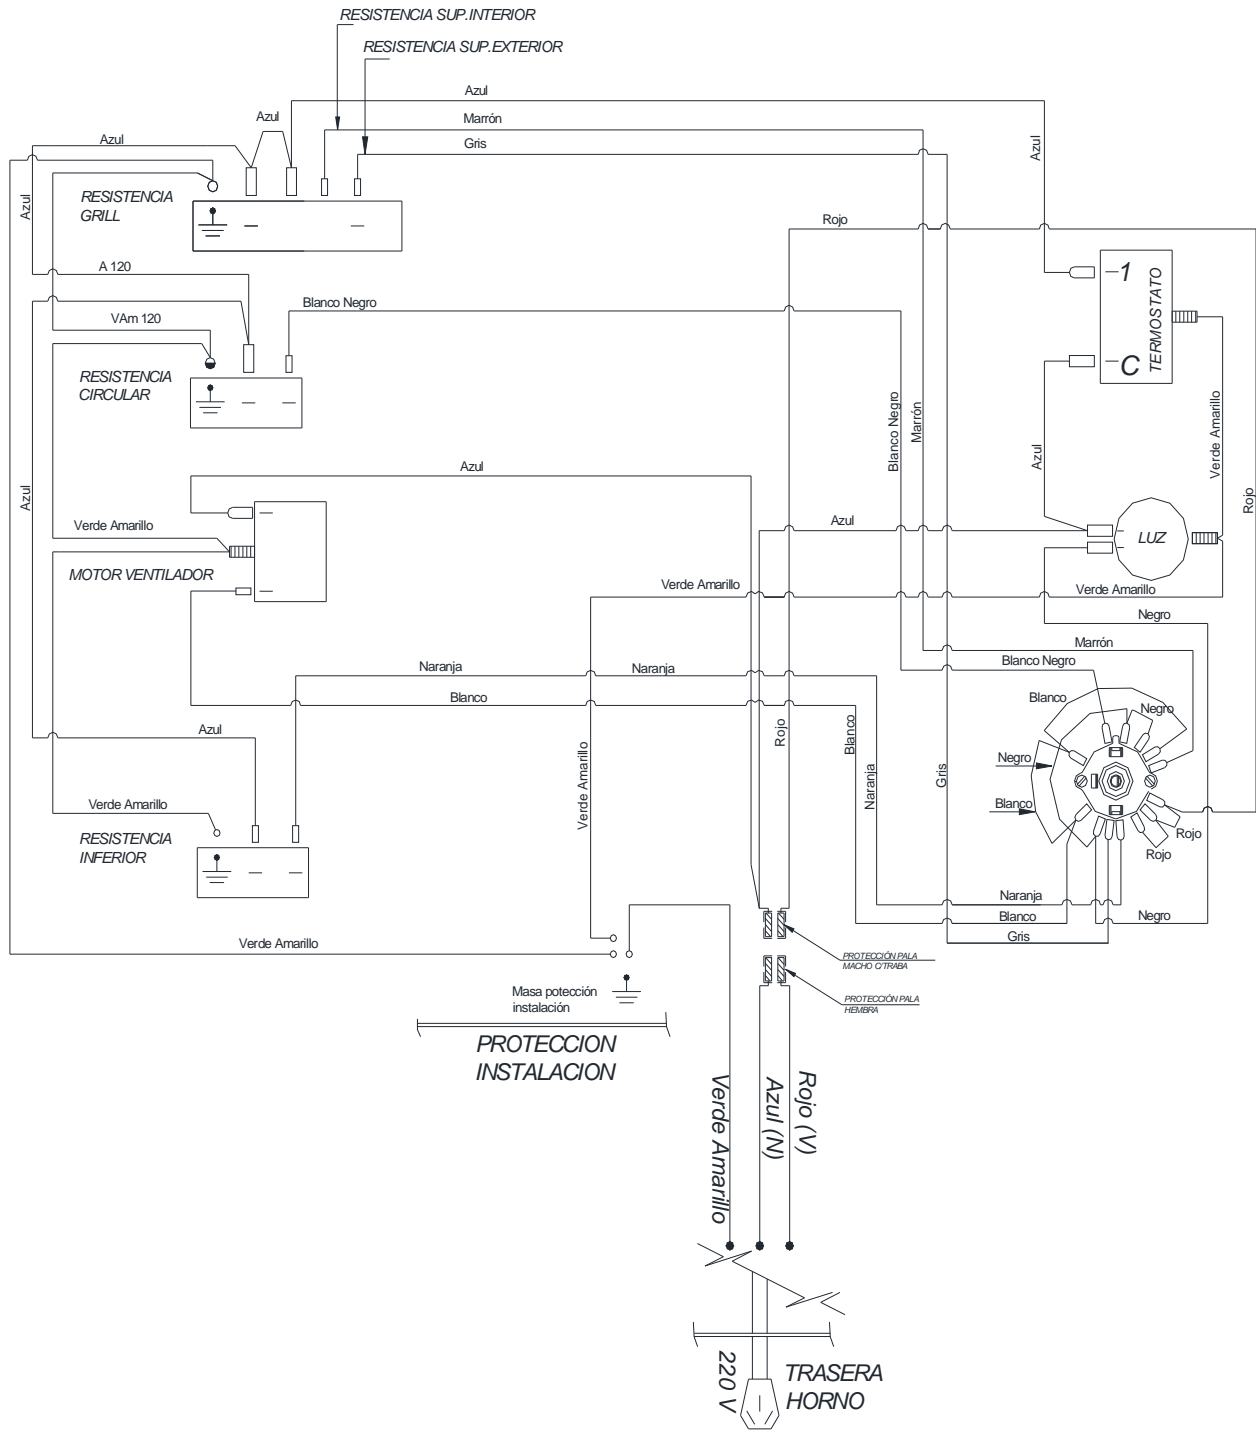 RESISTENCIA SUP.INTERIOR
RESISTENCIA SUP.EXTERIOR
Azul
Azul
Marrón
Azul
Gris
Azul
RESISTENCIA
GRILL
Azul
Rojo
A 120
1
TERMOSTATO
C
Blanco Negro
VAm 120
RESISTENCIA
CIRCULAR
Blanco Negro
Marrón
Verde Amarillo
Azul
Azul
Azul
Rojo
Verde Amarillo
Azul
LUZ
MOTOR VENTILADOR
Verde Amarillo
Verde Amarillo
Negro
Marrón
Naranja
Naranja
Blanco Negro
Blanco
Blanco
Negro
Azul
Rojo
Blanco
Verde Amarillo
Naranja
Gris
Negro
Blanco
Verde Amarillo
RESISTENCIA
INFERIOR
Rojo
Rojo
Naranja
Blanco
Negro
Gris
Verde Amarillo
PROTECCIÓN PALA
MACHO C/TRABA
Masa potección
instalación
PROTECCIÓN PALA
HEMBRA
PROTECCION
INSTALACION
Verde Amarillo
Azul (N)
Rojo (V)
220 V
TRASERA
HORNO